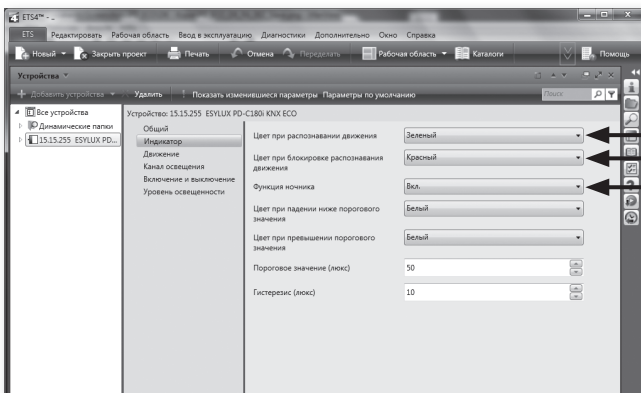 ETS4™ - ..
ETS Редактировать Рабочая область Ввод в эксплуатацию Диагностики Дополнительно Окно Справка
Новый Закрыть проект Печать Отмена Переделать Рабочая область Каталоги Помощь
Устройства
Добавить устройства Удалить Показать изменившиеся параметры Параметры по умолчанию Поиск
Все устройства
Динамические папки
15.15.255 ESYLUX PD...
Устройство: 15.15.255 ESYLUX PD-C180i KNX ECO
Общий
Индикатор
Движение
Канал освещения
Включение и выключение
Уровень освещенности
Цвет при распознавании движения Зеленый
Цвет при блокировке распознавания
движения Красный
Функция ночника Вкл.
Цвет при падении ниже порогового
значения Белый
Цвет при превышении порогового
значения Белый
Пороговое значение (люкс) 50
Гистерезис (люкс) 10